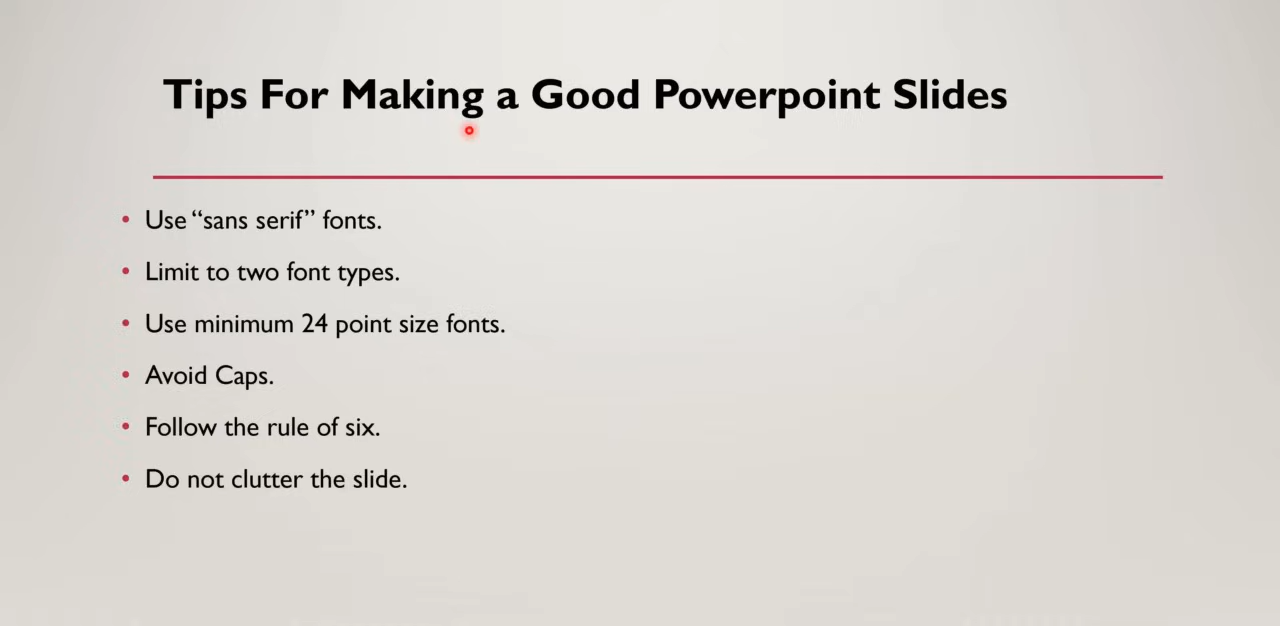 Tips For Making a Good Powerpoint Slides
• Use “sans serif” fonts.
• Limit to two font types.
• Use minimum 24 point size fonts.
• Avoid Caps.
• Follow the rule of six.
• Do not clutter the slide.